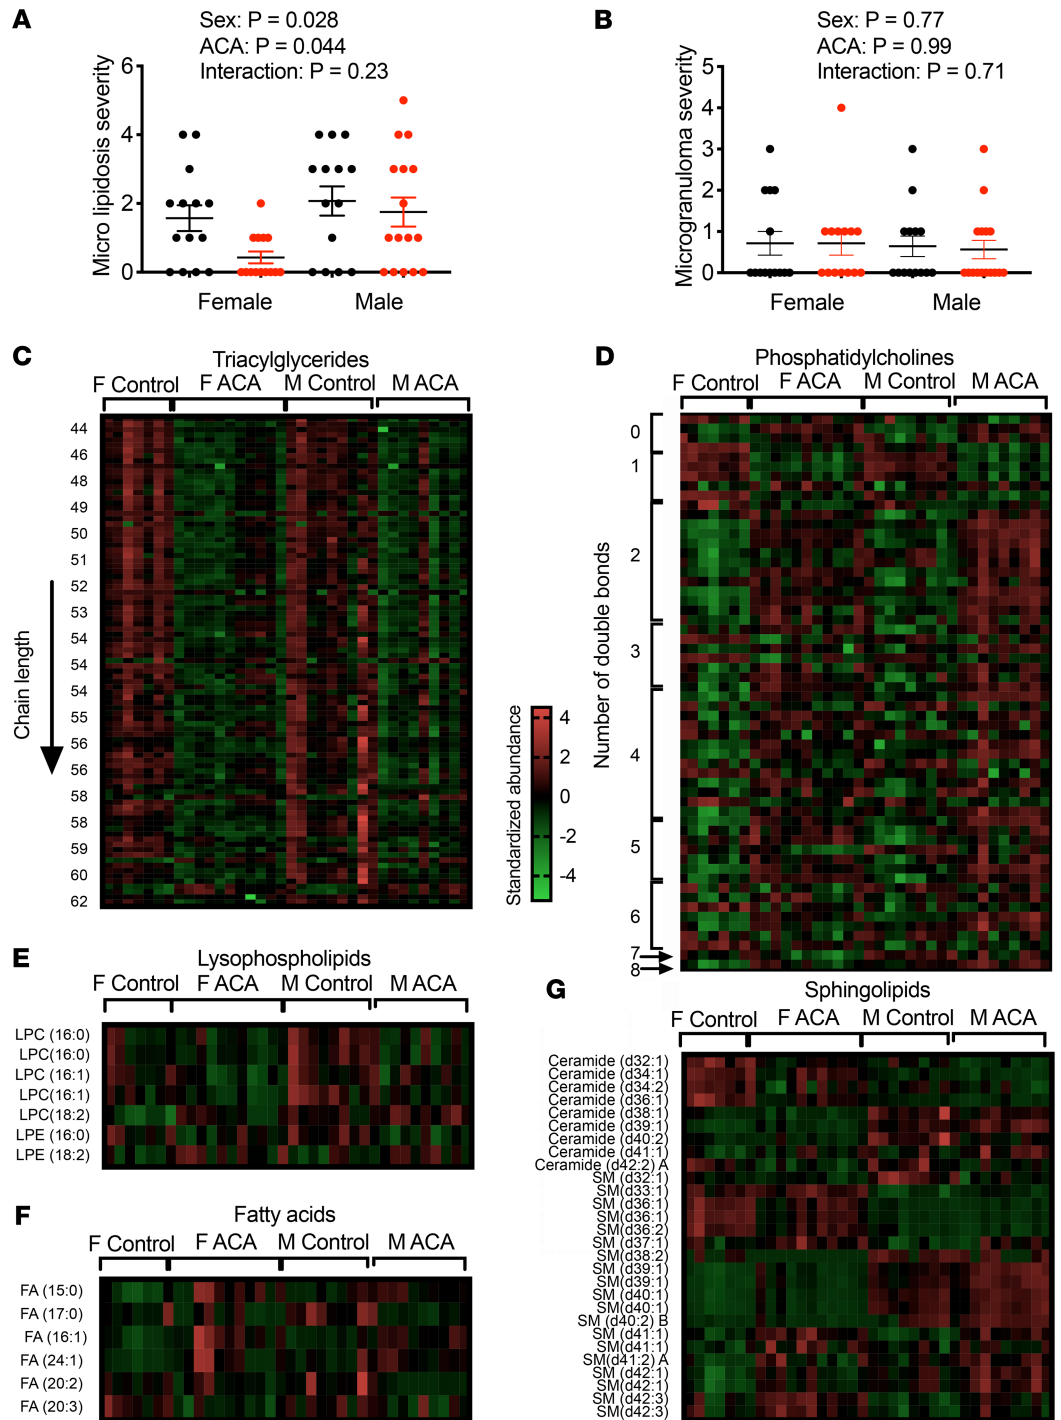 A
Sex: P = 0.028
ACA: P = 0.044
Interaction: P = 0.23
Micro lipidosis severity
6
4
2
0
Female
Male
B
Sex: P = 0.77
ACA: P = 0.99
Interaction: P = 0.71
Microgranuloma severity
5
4
3
2
1
0
Female
Male
C
Triacylglycerides
F Control
F ACA
M Control
M ACA
Chain length
44
46
48
49
50
51
52
53
54
54
54
55
56
56
58
58
59
60
62
Standardized abundance
4
2
0
-2
-4
D
Phosphatidylcholines
F Control
F ACA
M Control
M ACA
Number of double bonds
0
1
2
3
4
5
6
7
8
E
Lysophospholipids
F Control
F ACA
M Control
M ACA
LPC (16:0)
LPC(16:0)
LPC (16:1)
LPC(16:1)
LPC(18:2)
LPE (16:0)
LPE (18:2)
F
Fatty acids
F Control
F ACA
M Control
M ACA
FA (15:0)
FA (17:0)
FA (16:1)
FA (24:1)
FA (20:2)
FA (20:3)
G
Sphingolipids
F Control
F ACA
M Control
M ACA
Ceramide (d32:1)
Ceramide (d34:1)
Ceramide (d34:2)
Ceramide (d36:1)
Ceramide (d38:1)
Ceramide (d39:1)
Ceramide (d40:2)
Ceramide (d41:1)
Ceramide (d42:2) A
SM (d32:1)
SM(d33:1)
SM (d36:1)
SM(d36:1)
SM(d36:2)
SM (d37:1)
SM(d38:2)
SM (d39:1)
SM(d39:1)
SM (d40:1)
SM(d40:1)
SM (d40:2) B
SM (d41:1)
SM(d41:1)
SM(d41:2) A
SM (d42:1)
SM(d42:1)
SM (d42:3)
SM(d42:3)